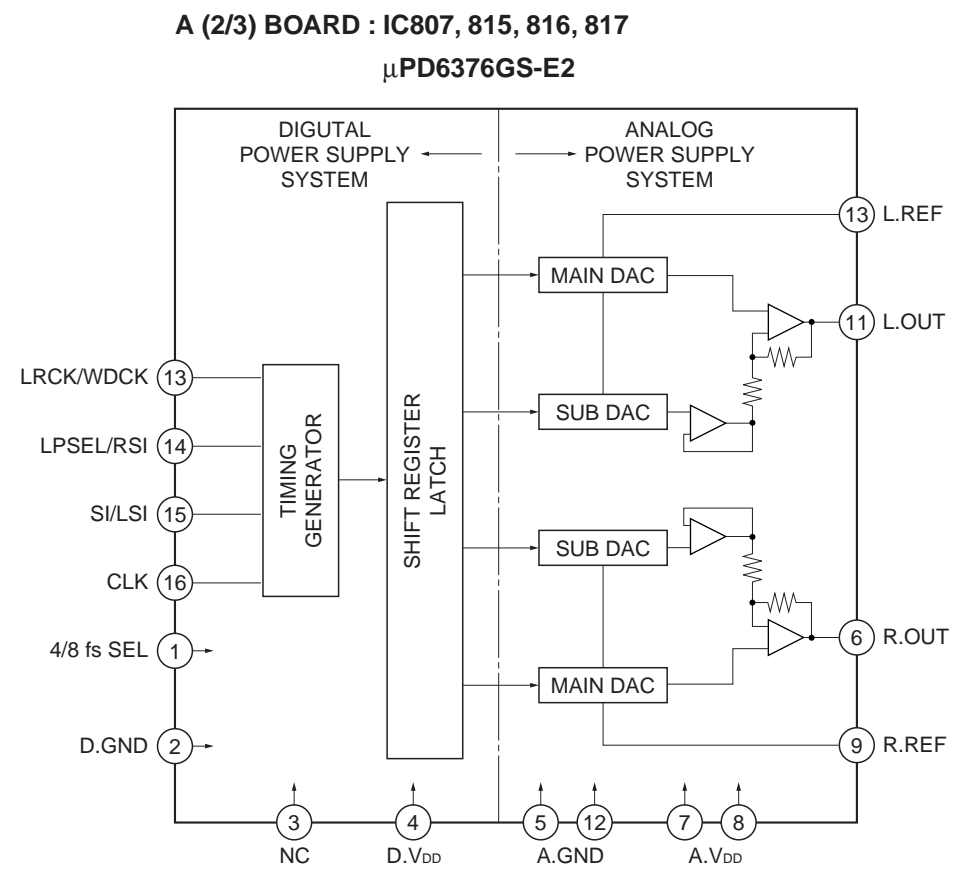 A (2/3) BOARD : IC807, 815, 816, 817
μPD6376GS-E2
DIGUTAL
POWER SUPPLY
SYSTEM
ANALOG
POWER SUPPLY
SYSTEM
13 L.REF
MAIN DAC
11 L.OUT
LRCK/WDCK 13
SUB DAC
LPSEL/RSI 14
TIMING
GENERATOR
SHIFT REGISTER
LATCH
SI/LSI 15
SUB DAC
CLK 16
4/8 fs SEL 1
6 R.OUT
MAIN DAC
D.GND 2
9 R.REF
3
4
5
12
7
8
NC
D.VDD
A.GND
A.VDD